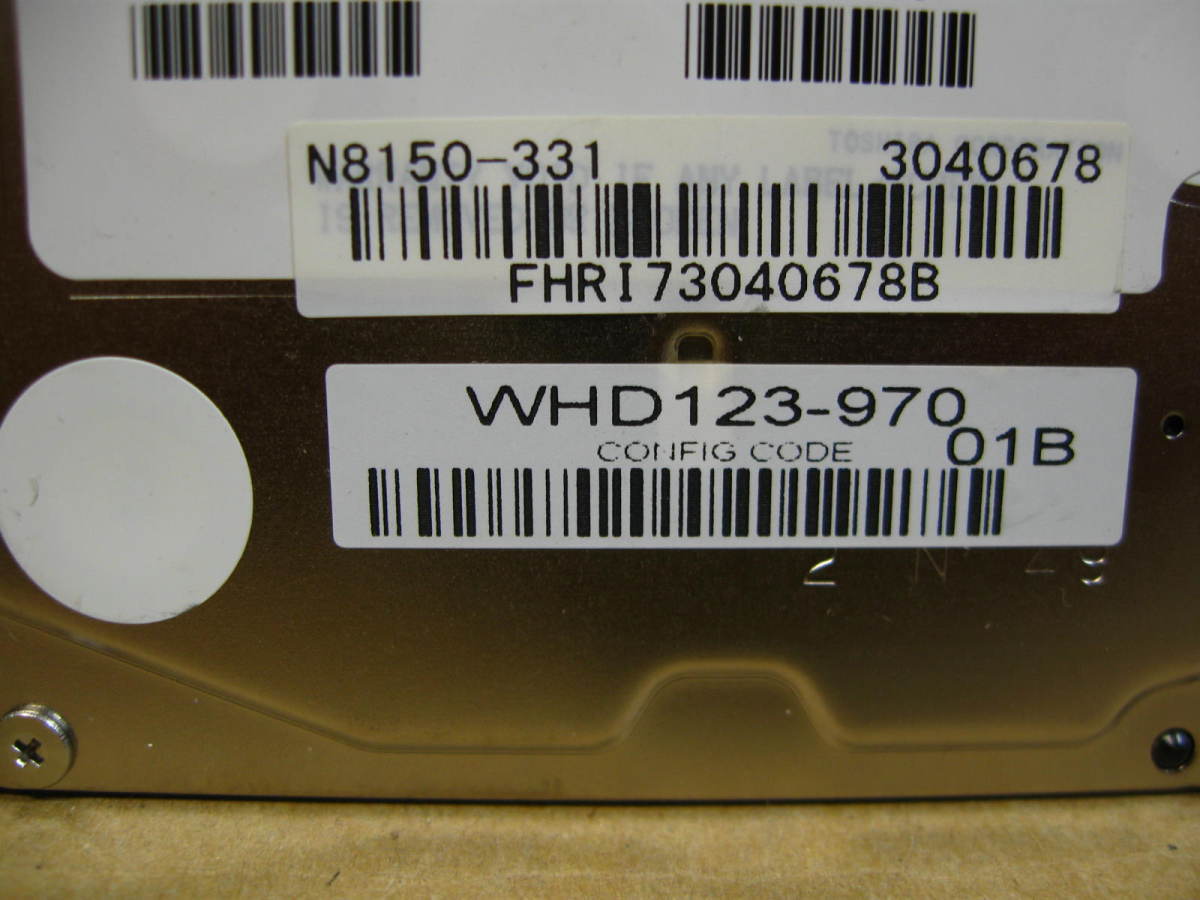 N8150-331 3040678
FHRI73040678B
WHD123-970
CONFIG CODE 01B